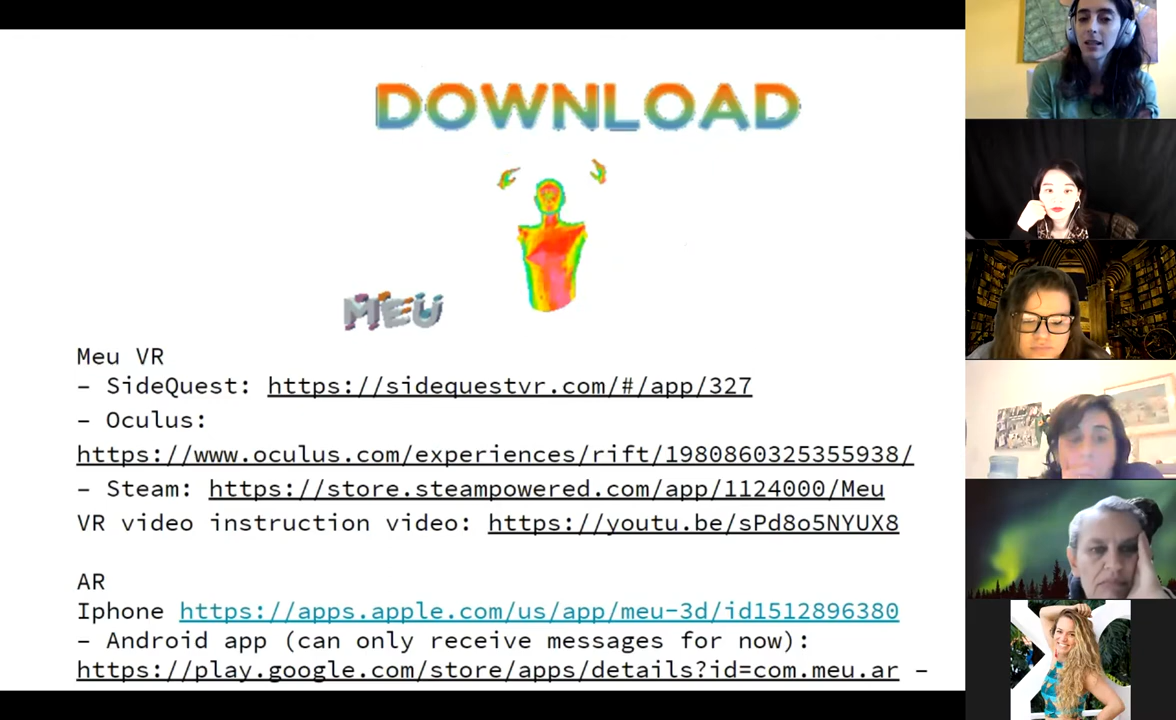 DOWNLOAD
MEU
Meu VR
– SideQuest: https://sidequestvr.com/#/app/327
– Oculus:
https://www.oculus.com/experiences/rift/1980860325355938/
– Steam: https://store.steampowered.com/app/1124000/Meu
VR video instruction video: https://youtu.be/sPd8o5NYUX8
AR
Iphone https://apps.apple.com/us/app/meu-3d/id1512896380
– Android app (can only receive messages for now):
https://play.google.com/store/apps/details?id=com.meu.ar –